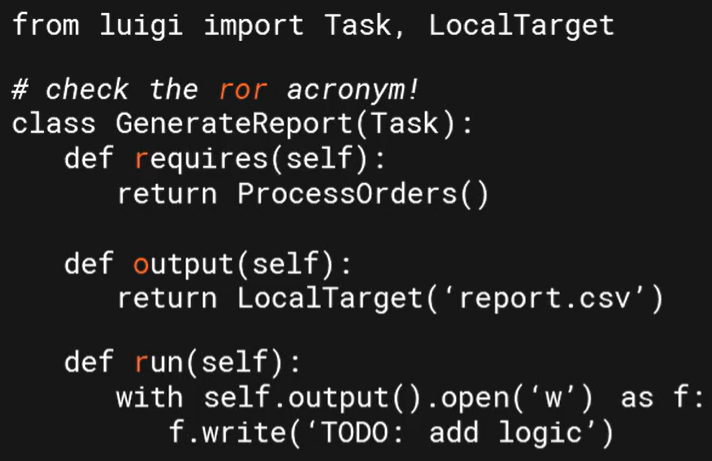 from luigi import Task, LocalTarget
# check the ror acronym!
class GenerateReport(Task):
def requires(self):
return ProcessOrders()
def output(self):
return LocalTarget(‘report.csv’)
def run(self):
with self.output().open(‘w’) as f:
f.write(‘TODO: add logic’)